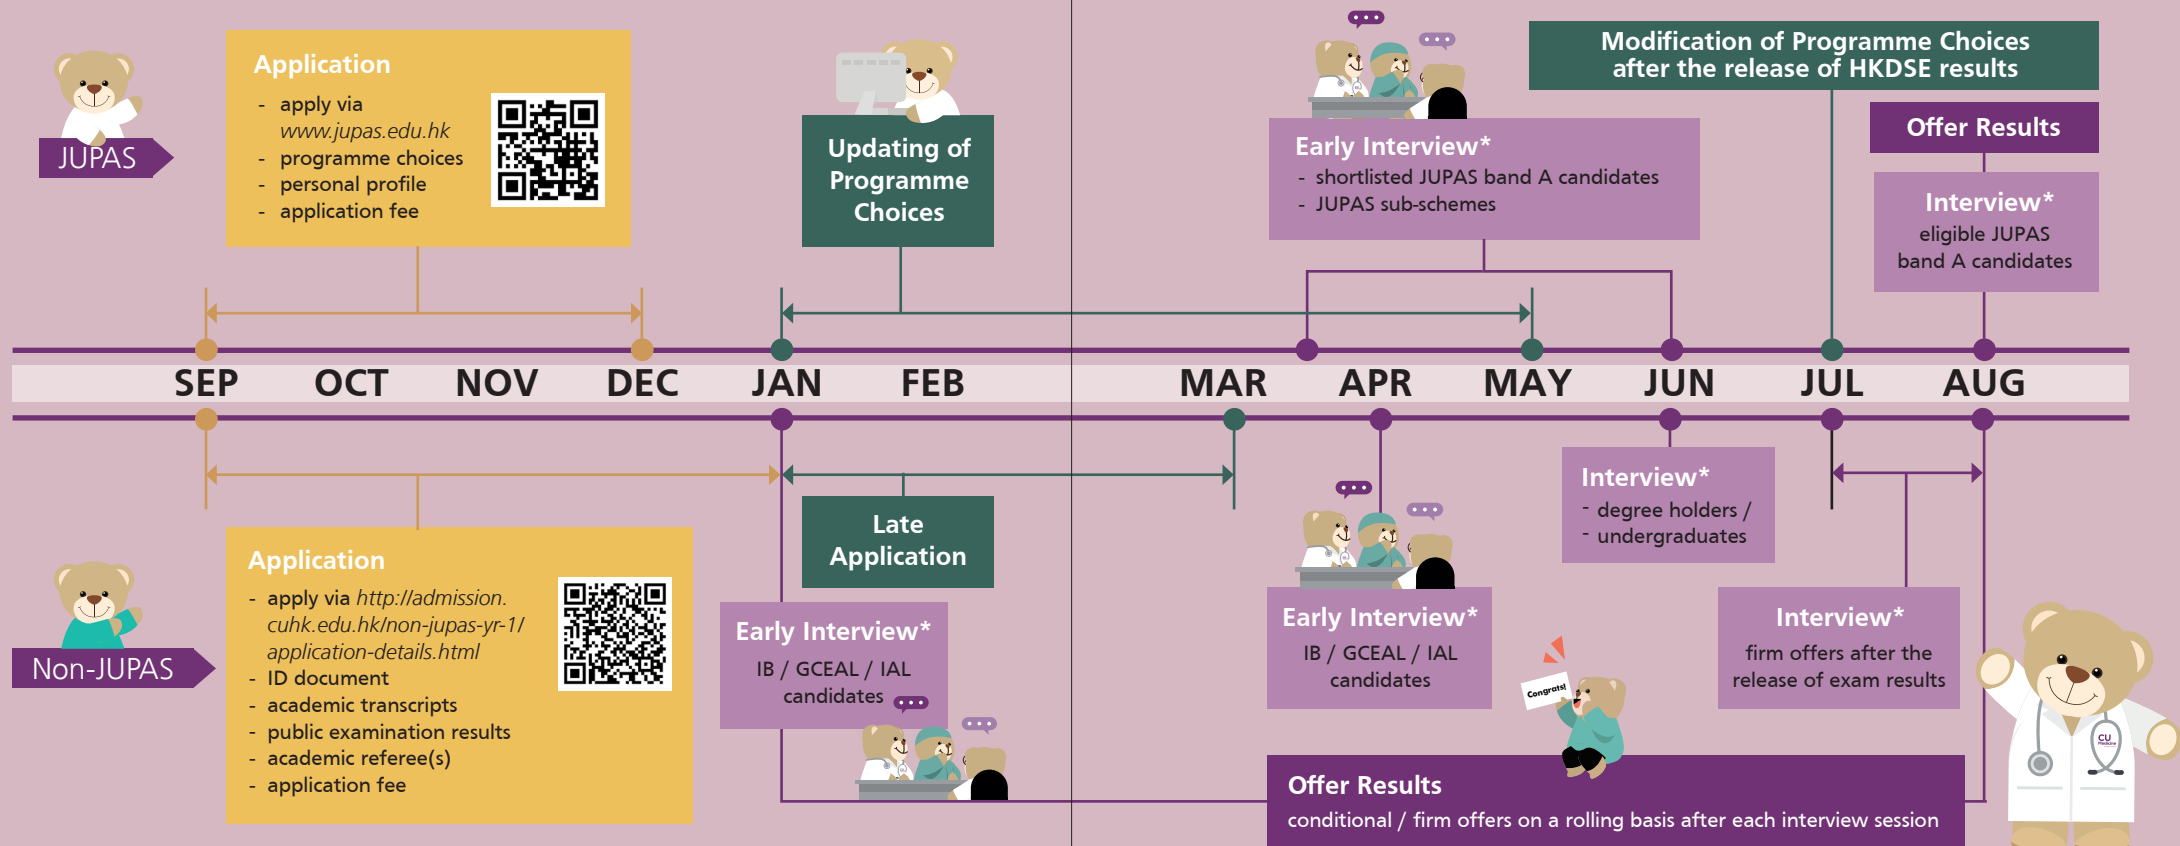 JUPAS
Application
- apply via
www.jupas.edu.hk
- programme choices
- personal profile
- application fee
Updating of
Programme
Choices
Early Interview*
- shortlisted JUPAS band A candidates
- JUPAS sub-schemes
Modification of Programme Choices
after the release of HKDSE results
Offer Results
Interview*
eligible JUPAS
band A candidates
SEP OCT NOV DEC JAN FEB MAR APR MAY JUN JUL AUG
Non-JUPAS
Application
- apply via http://admission.
cuhk.edu.hk/non-jupas-yr-1/
application-details.html
- ID document
- academic transcripts
- public examination results
- academic referee(s)
- application fee
Late
Application
Early Interview*
IB / GCEAL / IAL
candidates
Early Interview*
IB / GCEAL / IAL
candidates
Interview*
- degree holders /
- undergraduates
Interview*
firm offers after the
release of exam results
Congrats!
Offer Results
conditional / firm offers on a rolling basis after each interview session
CU
Medicine